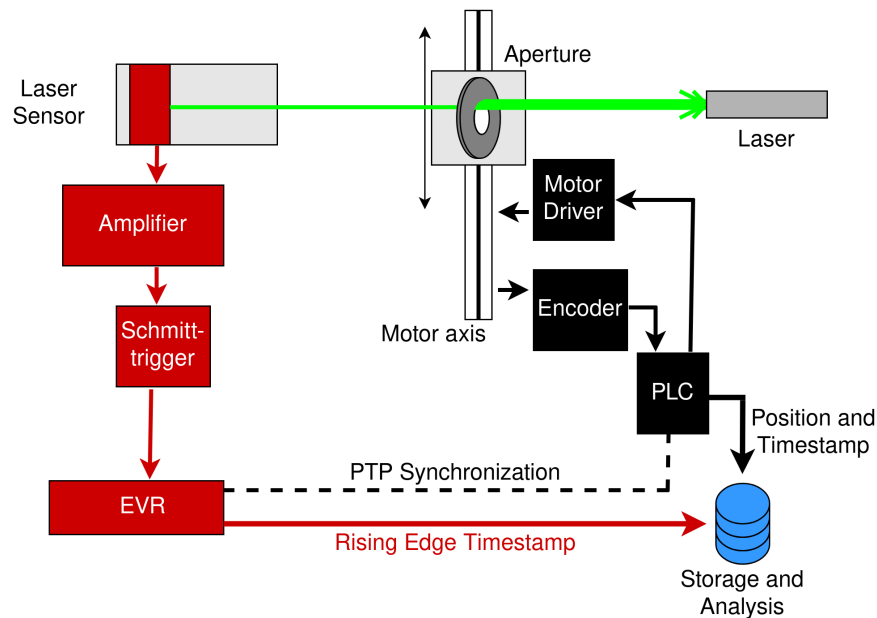 Aperture
Laser
Sensor
Laser
Motor
Driver
Amplifier
Encoder
Schmitt-
trigger
Motor axis
PLC
Position and
Timestamp
PTP Synchronization
EVR
Rising Edge Timestamp
Storage and
Analysis